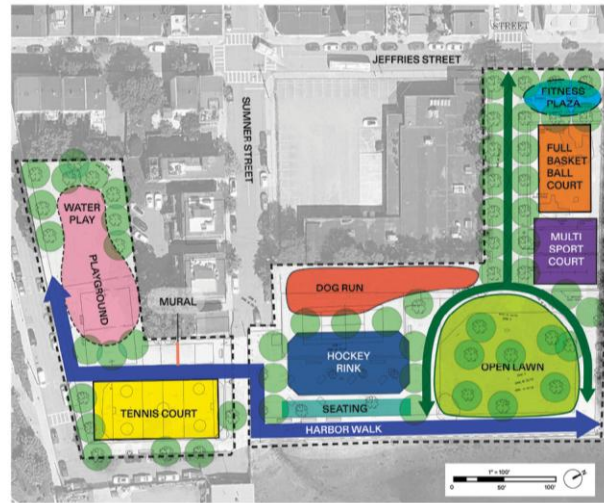 STREET
JEFFRIES STREET
FITNESS
PLAZA
SUMNER STREET
FULL
BASKET
BALL
COURT
WATER
PLAY
PLAYGROUND
MULTI
SPORT
COURT
MURAL
DOG RUN
HOCKEY
RINK
OPEN LAWN
TENNIS COURT
SEATING
HARBOR WALK
1" = 100'
0 50' 100'